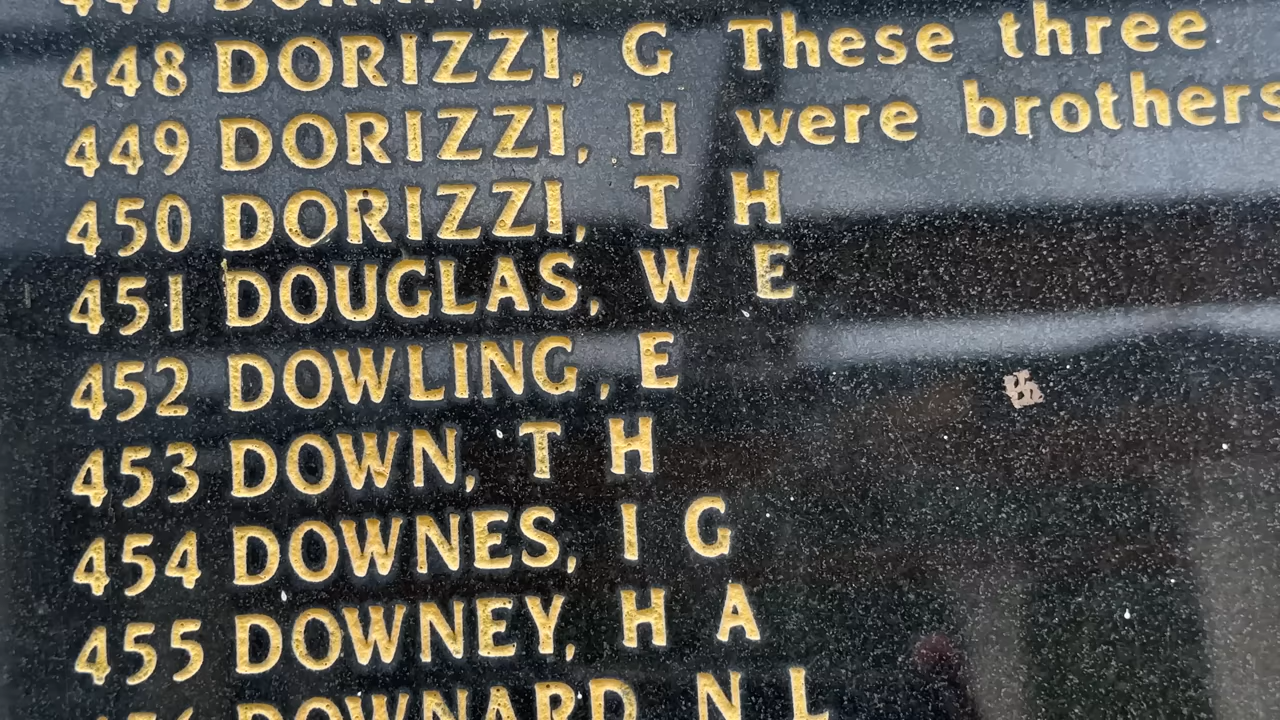 448 DORIZZI, G These three
449 DORIZZI, H were brothers
450 DORIZZI, T H
451 DOUGLAS, W E
452 DOWLING, E
453 DOWN, T H
454 DOWNES, I G
455 DOWNEY, H A
DOWNARD N L